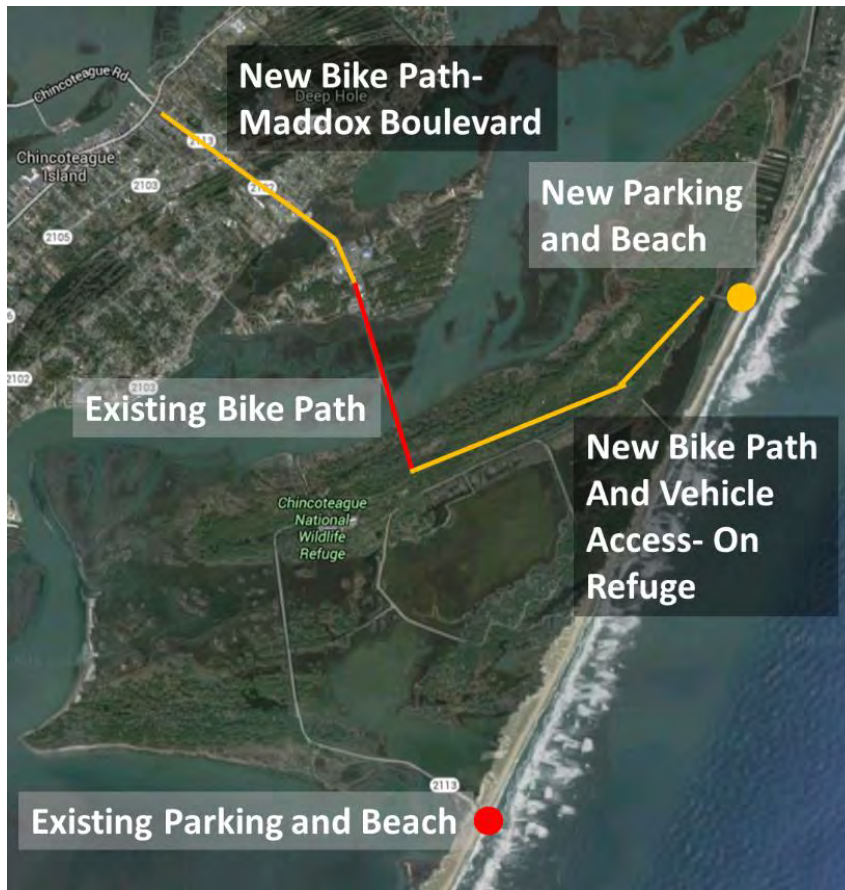 New Bike Path-
Maddox Boulevard
Chincoteague Rd
Deep Hole
2113
Chincoteague
Island
2103
2102
2105
New Parking
and Beach
2102
2103
Existing Bike Path
New Bike Path
And Vehicle
Access- On
Refuge
Chincoteague
National
Wildlife
Refuge
2113
Existing Parking and Beach